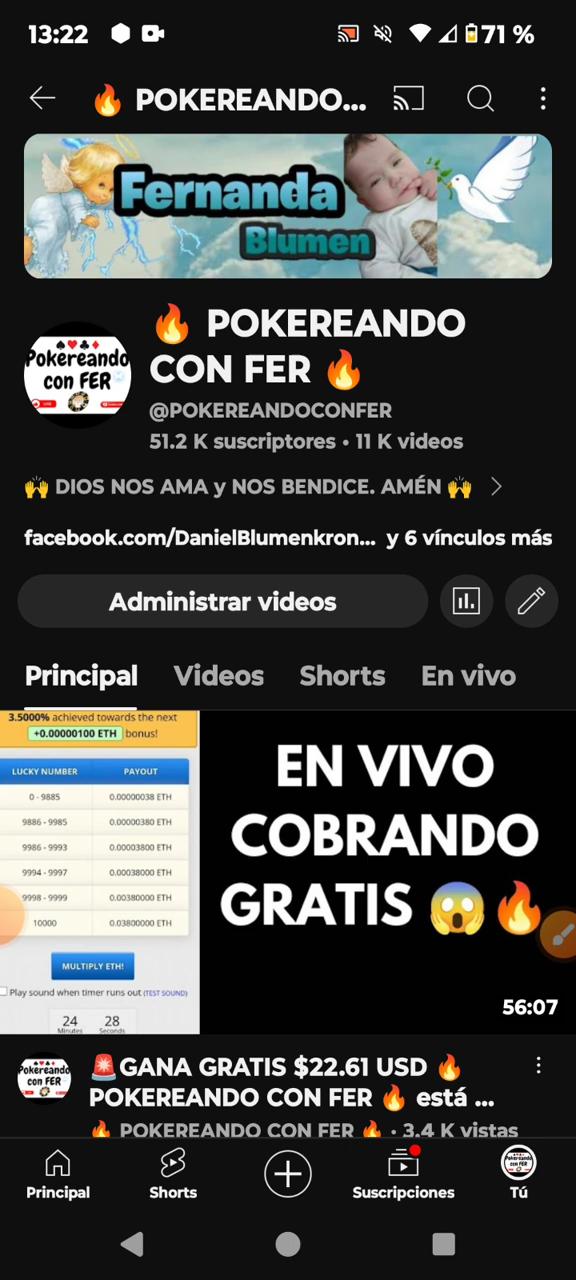 13:22
71 %
🔥 POKEREANDO...
Fernanda
Blumen
Pokereando
con FER
🔥 POKEREANDO
CON FER 🔥
@POKEREANDOCONFER
51.2 K suscriptores • 11 K videos
🙌 DIOS NOS AMA y NOS BENDICE. AMÉN 🙌
facebook.com/DanielBlumenkron... y 6 vínculos más
Administrar videos
Principal Videos Shorts En vivo
3.5000% achieved towards the next
+0.00000100 ETH bonus!
LUCKY NUMBER PAYOUT
0 - 9885 0.00000038 ETH
9886 - 9985 0.00000380 ETH
9986 - 9993 0.00003800 ETH
9994 - 9997 0.00038000 ETH
9998 - 9999 0.00380000 ETH
10000 0.03800000 ETH
MULTIPLY ETH!
Play sound when timer runs out (TEST SOUND)
24 28
Minutes Seconds
EN VIVO
COBRANDO
GRATIS 😱🔥
56:07
Pokereando
con FER
🚨GANA GRATIS $22.61 USD 🔥
POKEREANDO CON FER 🔥 está ...
🔥 POKEREANDO CON FER 🔥 • 3.4 K vistas
Principal Shorts Suscripciones Tú